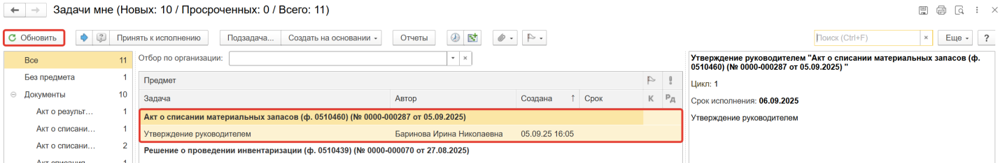 Задачи мне (Новых: 10 / Просроченных: 0 / Всего: 11)
Обновить Принять к исполнению Подзадача... Создать на основании Отчеты Поиск (Ctrl+F) × Еще ?
Все 11
Без предмета 1
Документы 10
Акт о результ... 1
Акт о списани... 1
Акт о списани... 2
Акт списания 1
Отбор по организации:
Предмет
Задача Автор Создана ↑ Срок К Рд
Акт о списании материальных запасов (ф. 0510460) (№ 0000-000287 от 05.09.2025)
Утверждение руководителем Баринова Ирина Николаевна 05.09.25 16:05
Решение о проведении инвентаризации (ф. 0510439) (№ 0000-000070 от 27.08.2025)
Утверждение руководителем "Акт о списании материальных запасов (ф.
0510460) (№ 0000-000287 от 05.09.2025) "
Цикл: 1
Срок исполнения: 06.09.2025
Утверждение руководителем